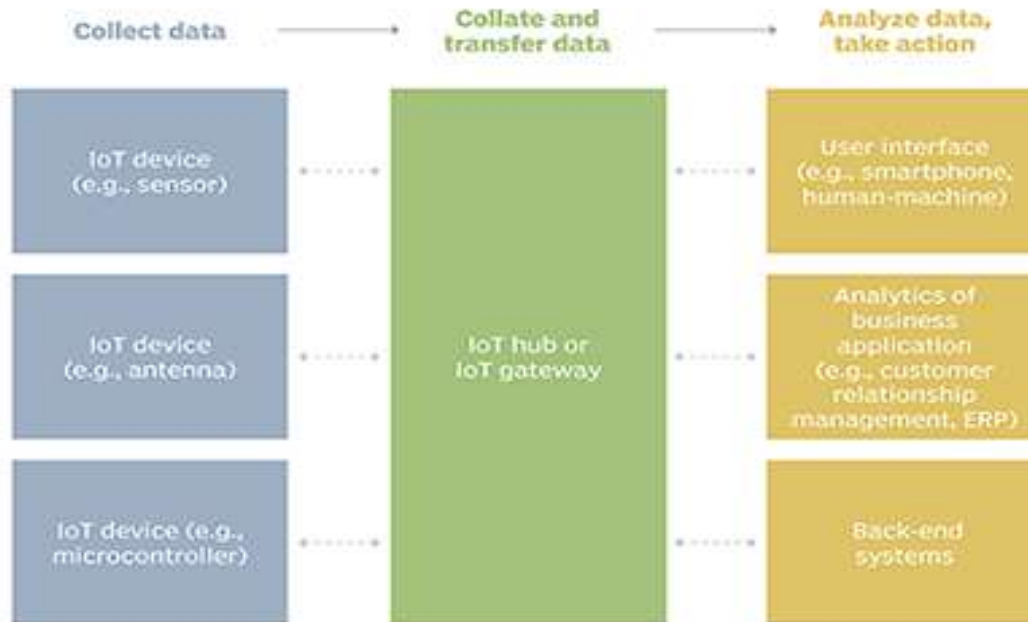 Collect data
Collate and
transfer data
Analyze data,
take action
IoT device
(e.g., sensor)
User interface
(e.g., smartphone,
human-machine)
IoT device
(e.g., antenna)
IoT hub or
IoT gateway
Analytics of
business
application
(e.g., customer
relationship
management, ERP)
IoT device (e.g.,
microcontroller)
Back-end
systems